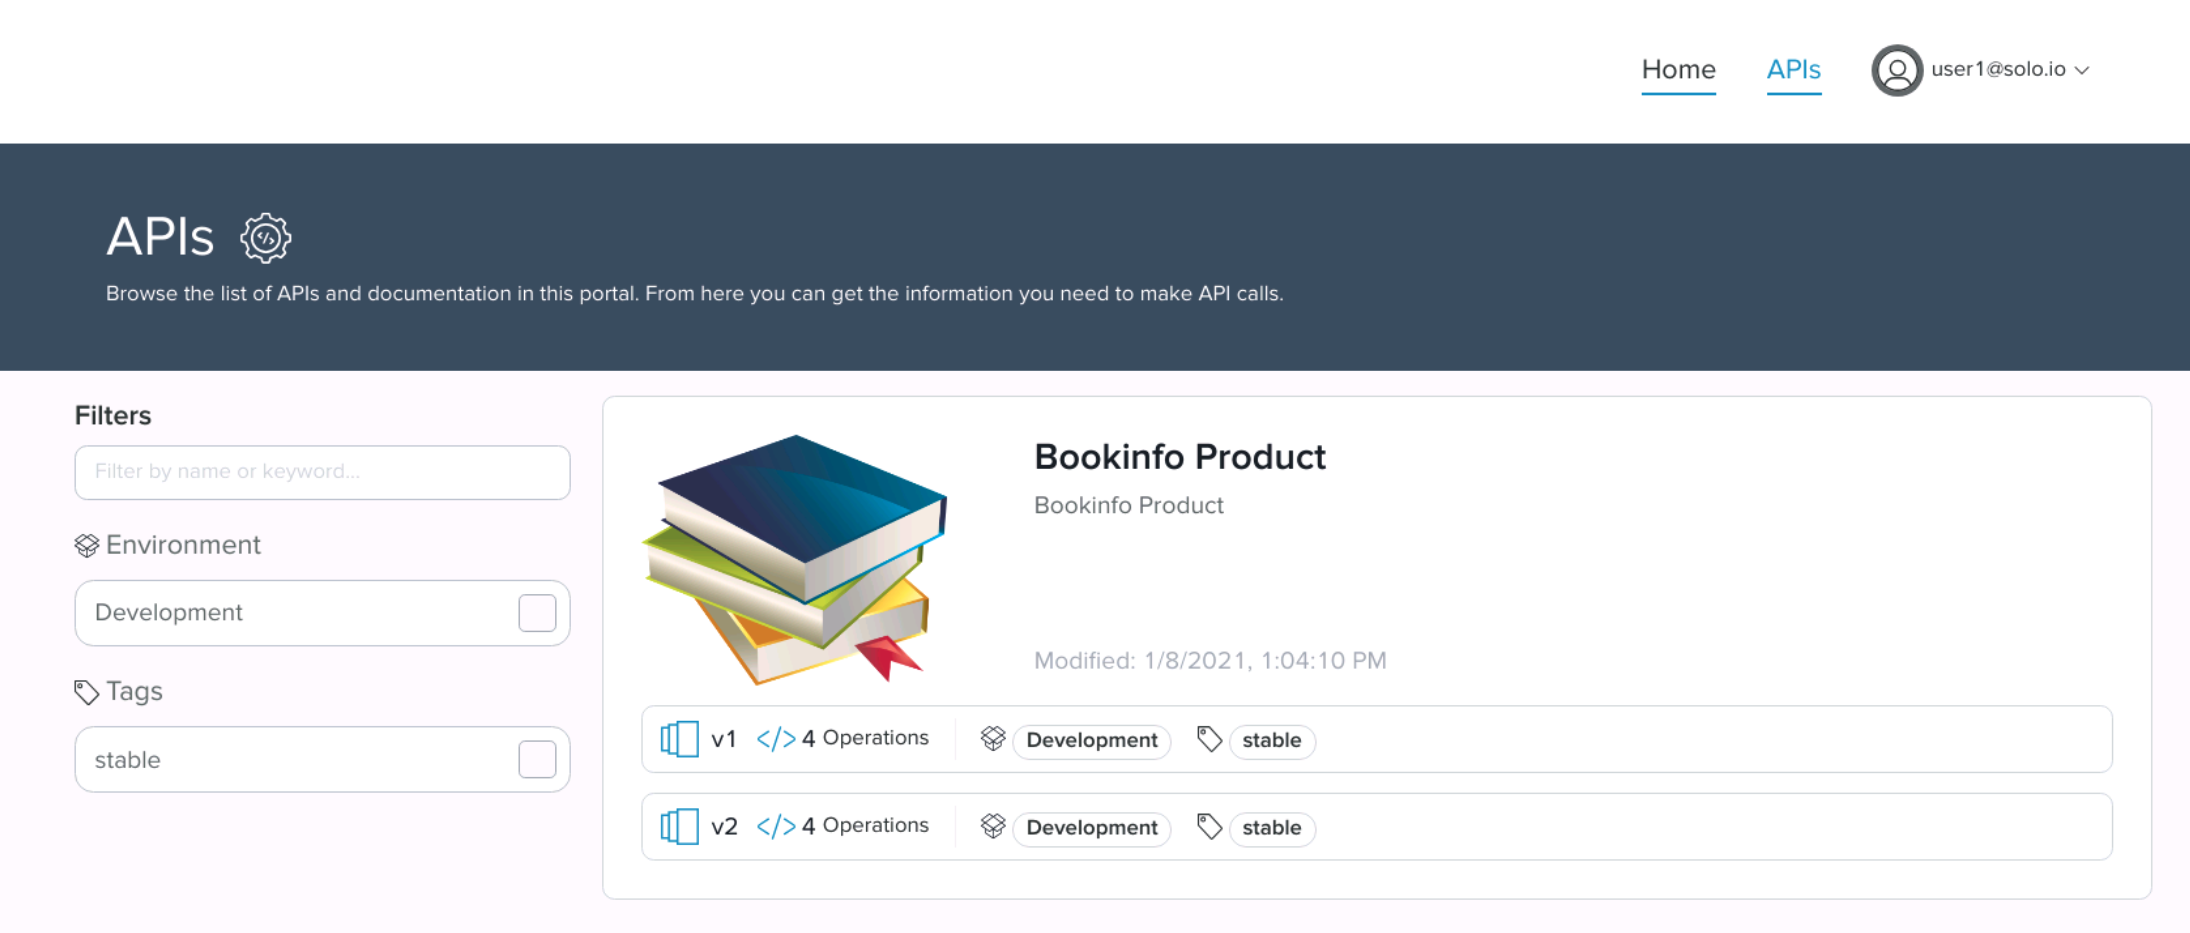 Home APIs user1@solo.io
APIs
Browse the list of APIs and documentation in this portal. From here you can get the information you need to make API calls.
Filters
Filter by name or keyword...
Environment
Development
Tags
stable
Bookinfo Product
Bookinfo Product
Modified: 1/8/2021, 1:04:10 PM
v1 </> 4 Operations Development stable
v2 </> 4 Operations Development stable